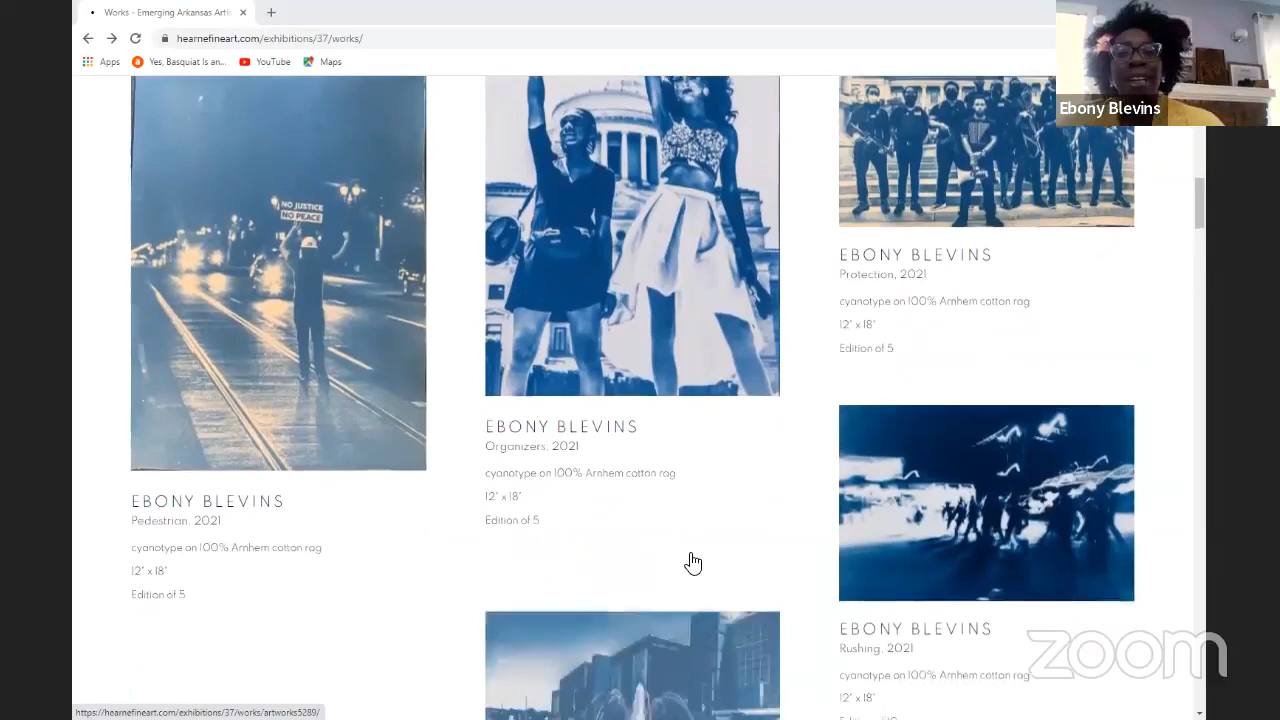 Works - Emerging Arkansas Arti
hearnefineart.com/exhibitions/37/works/
Apps
Yes, Basquiat Is an...
YouTube
Maps
Ebony Blevins
NO JUSTICE
NO PEACE
EBONY BLEVINS
Pedestrian, 2021
cyanotype on 100% Arnhem cotton rag
12" x 18"
Edition of 5
EBONY BLEVINS
Organizers, 2021
cyanotype on 100% Arnhem cotton rag
12" x 18"
Edition of 5
EBONY BLEVINS
Protection, 2021
cyanotype on 100% Arnhem cotton rag
12" x 18"
Edition of 5
EBONY BLEVINS
Rushing, 2021
cyanotype on 100% Arnhem cotton rag
12" x 18"
zoom
https://hearnefineart.com/exhibitions/37/works/artworks5289/